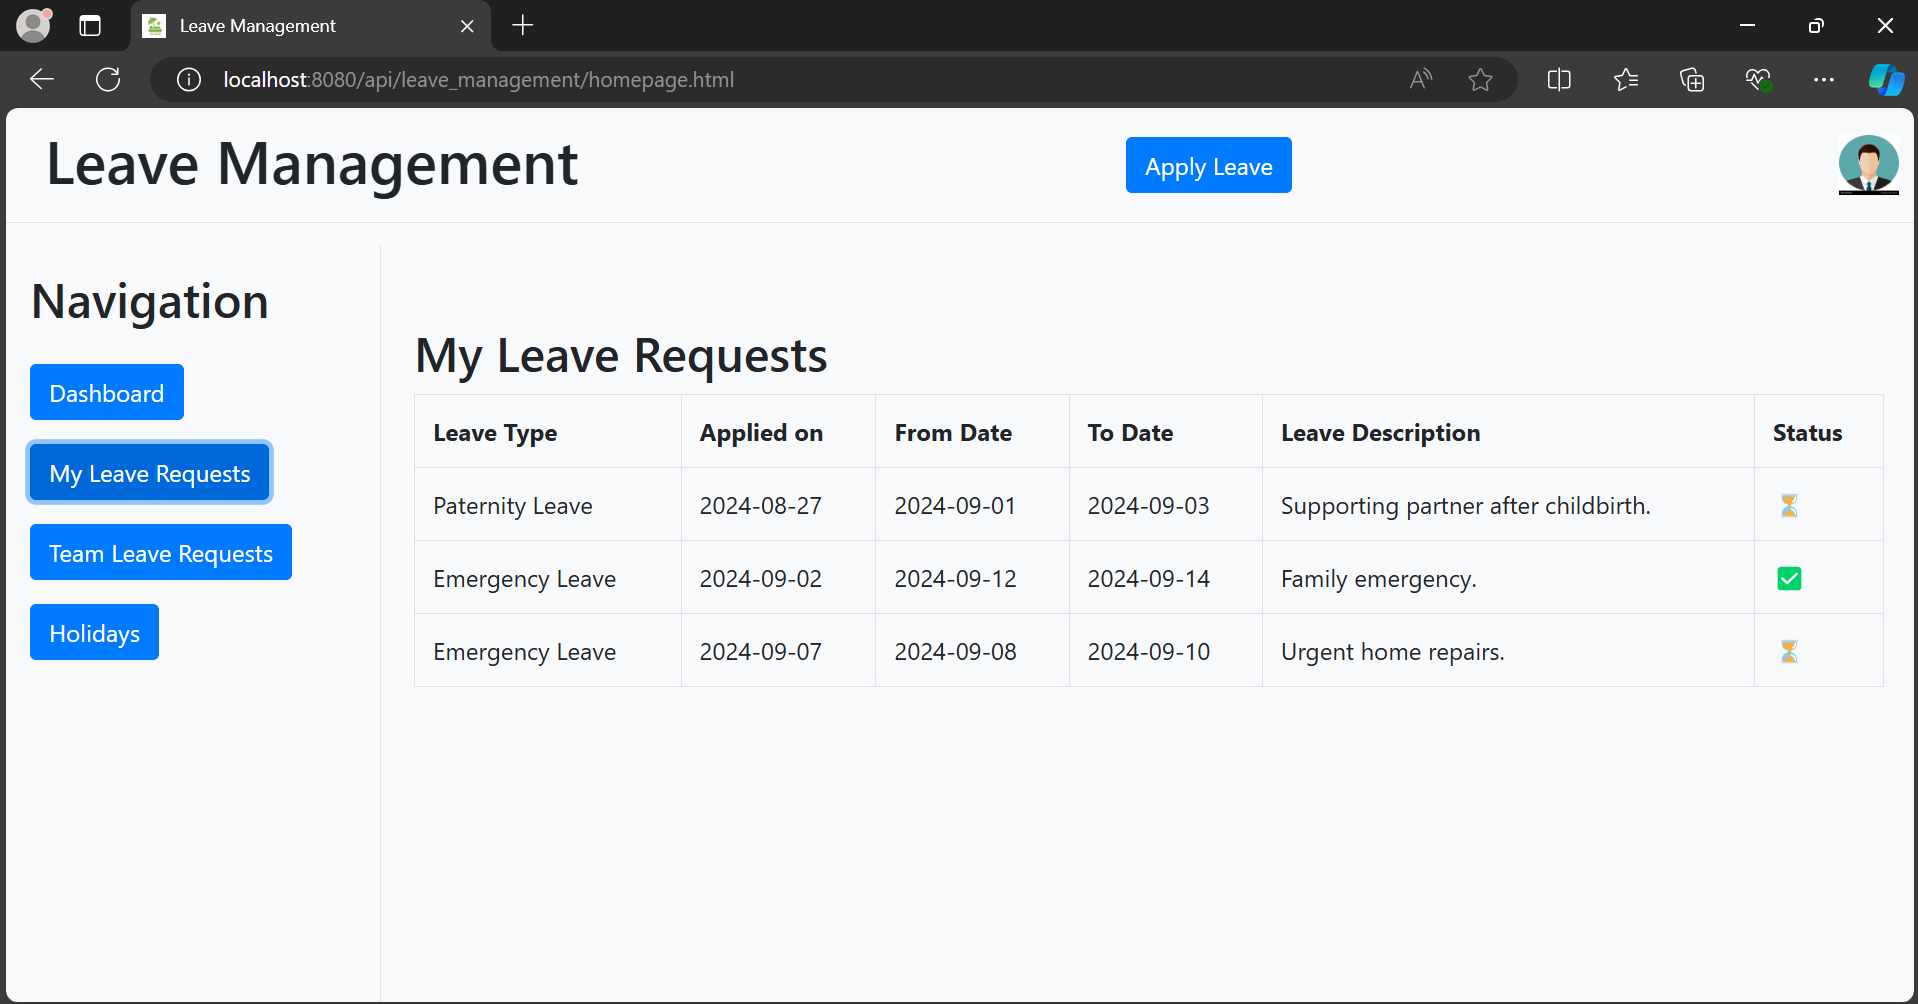 Leave Management
localhost:8080/api/leave_management/homepage.html
Leave Management
Apply Leave
Navigation
Dashboard
My Leave Requests
Team Leave Requests
Holidays
My Leave Requests
Leave Type Applied on From Date To Date Leave Description Status
Paternity Leave 2024-08-27 2024-09-01 2024-09-03 Supporting partner after childbirth. ⏳
Emergency Leave 2024-09-02 2024-09-12 2024-09-14 Family emergency. ✅
Emergency Leave 2024-09-07 2024-09-08 2024-09-10 Urgent home repairs. ⏳